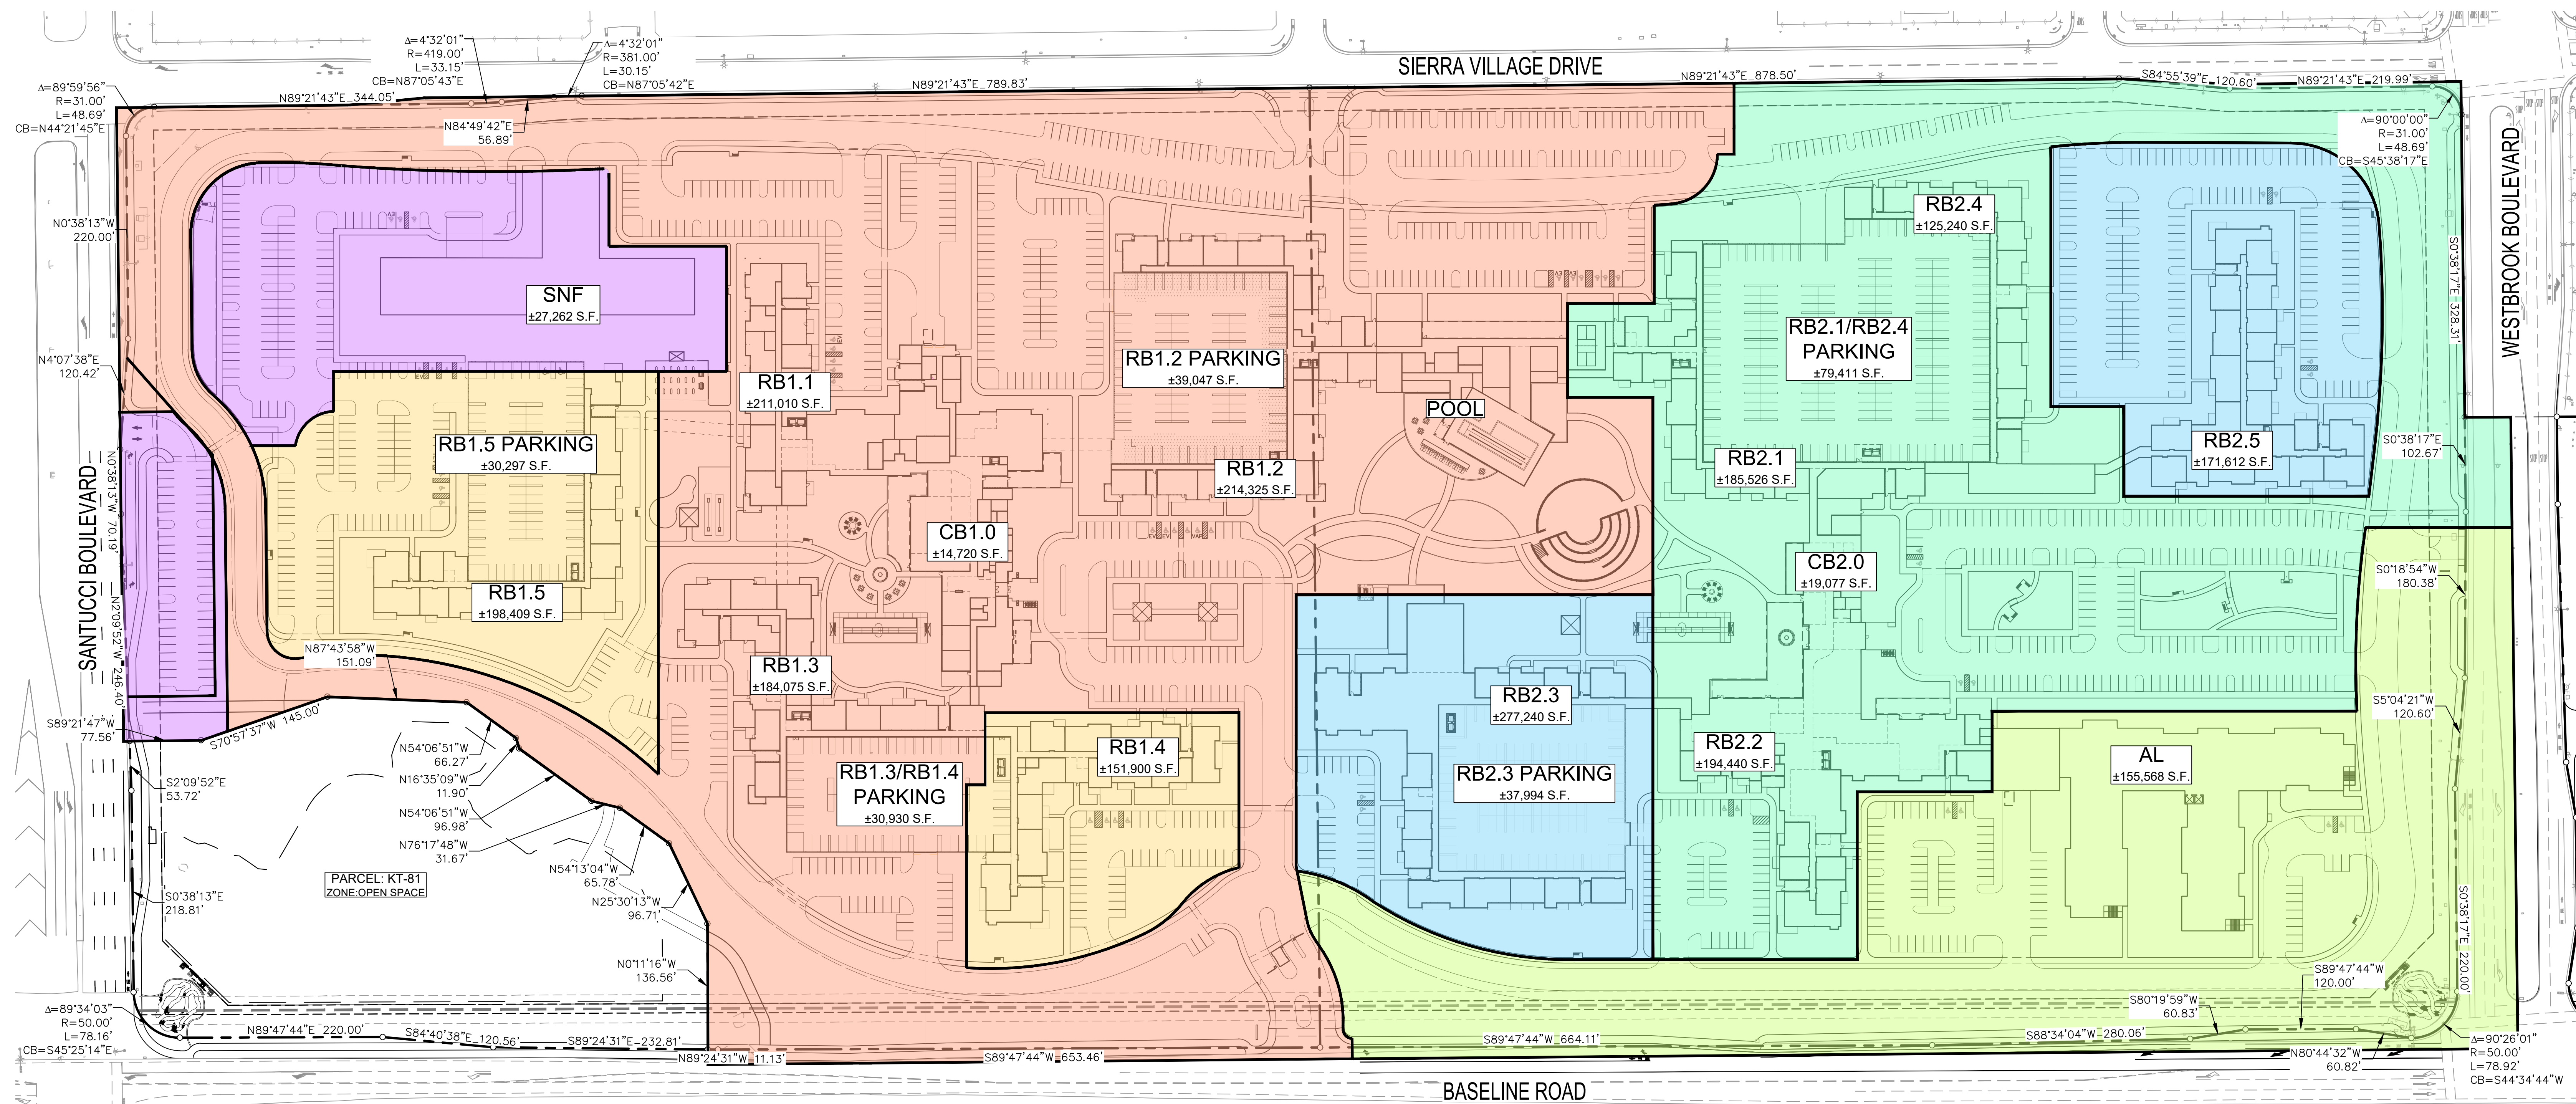 SIERRA VILLAGE DRIVE
Δ=4°32'01"
R=419.00'
L=33.15'
CB=N87°05'43"E
Δ=4°32'01"
R=381.00'
L=30.15'
CB=N87°05'42"E
N89°21'43"E 789.83'
N89°21'43"E 878.50'
S84°55'39"E 120.60'
N89°21'43"E 219.99'
Δ=89°59'56"
R=31.00'
L=48.69'
CB=N44°21'45"E
N89°21'43"E 344.05'
N84°49'42"E
56.89'
Δ=90°00'00"
R=31.00'
L=48.69'
CB=S45°38'17"E
WESTBROOK BOULEVARD
N0°38'13"W
220.00'
S0°38'17"E 328.31'
SNF
±27,262 S.F.
RB2.4
±125,240 S.F.
RB2.1/RB2.4
PARKING
±79,411 S.F.
N4°07'38"E
120.42'
RB1.1
±211,010 S.F.
RB1.2 PARKING
±39,047 S.F.
POOL
RB1.5 PARKING
±30,297 S.F.
RB1.2
±214,325 S.F.
RB2.1
±185,526 S.F.
RB2.5
±171,612 S.F.
S0°38'17"E
102.67'
SANTUCCI BOULEVARD
N0°38'13"W 70.19'
CB1.0
±14,720 S.F.
EV
EV
VAP
CB2.0
±19,077 S.F.
S0°18'54"W
180.38'
RB1.5
±198,409 S.F.
N2°09'52"W 246.40'
N87°43'58"W
151.09'
RB1.3
±184,075 S.F.
RB2.3
±277,240 S.F.
S5°04'21"W
120.60'
S89°21'47"W
77.56'
S70°57'37"W 145.00'
N54°06'51"W
66.27'
N16°35'09"W
11.90'
N54°06'51"W
96.98'
N76°17'48"W
31.67'
RB1.4
±151,900 S.F.
RB2.2
±194,440 S.F.
AL
±155,568 S.F.
RB1.3/RB1.4
PARKING
±30,930 S.F.
RB2.3 PARKING
±37,994 S.F.
S2°09'52"E
53.72'
N54°13'04"W
65.78'
PARCEL: KT-81
ZONE:OPEN SPACE
S0°38'13"E
218.81'
N25°30'13"W
96.71'
S0°38'17"E 220.00'
N0°11'16"W
136.56'
S89°47'44"W
120.00'
S80°19'59"W
60.83'
Δ=89°34'03"
R=50.00'
L=78.16'
CB=S45°25'14"E
N89°47'44"E 220.00'
S84°40'38"E 120.56'
S89°24'31"E 232.81'
N89°24'31"W 11.13'
S89°47'44"W 653.46'
S89°47'44"W 664.11'
S88°34'04"W 280.06'
N80°44'32"W
60.82'
Δ=90°26'01"
R=50.00'
L=78.92'
CB=S44°34'44"W
BASELINE ROAD